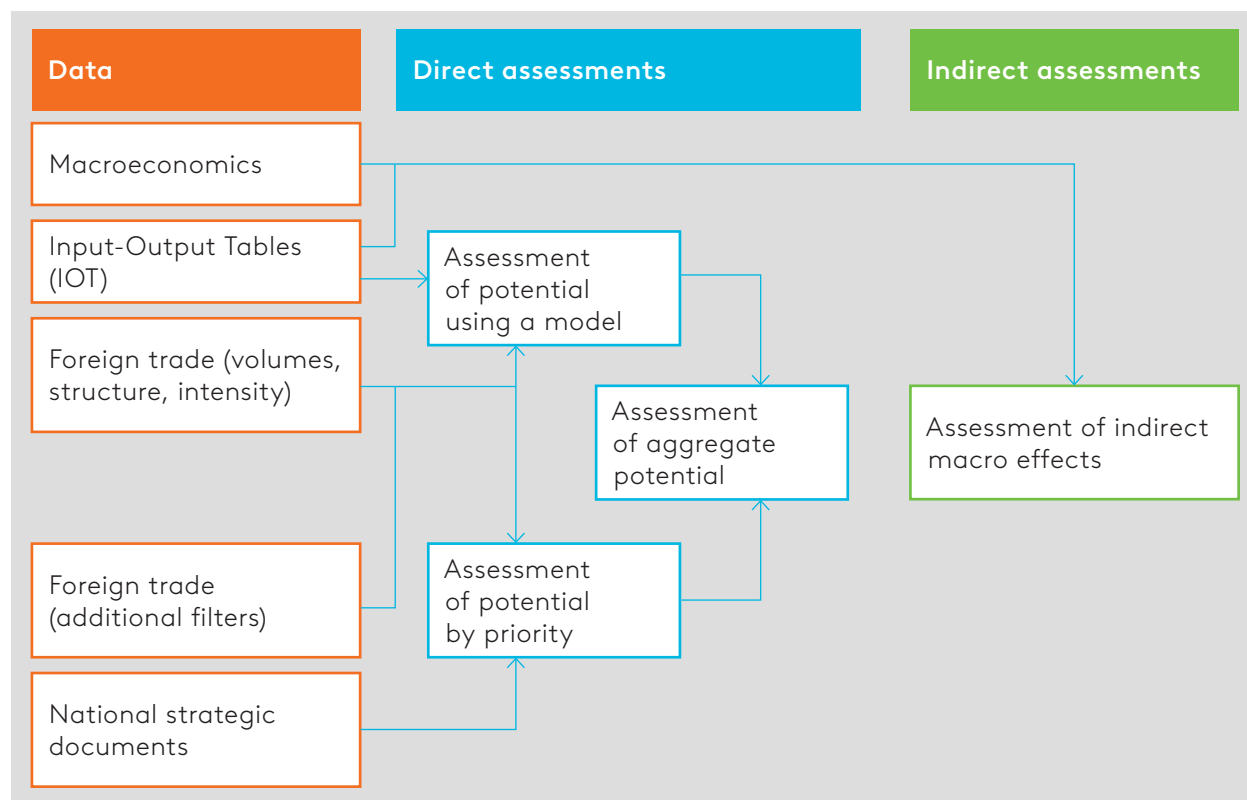 Data
Direct assessments
Indirect assessments
Macroeconomics
Input-Output Tables
(IOT)
Foreign trade (volumes,
structure, intensity)
Foreign trade
(additional filters)
National strategic
documents
Assessment
of potential
using a model
Assessment
of potential
by priority
Assessment
of aggregate
potential
Assessment of indirect
macro effects